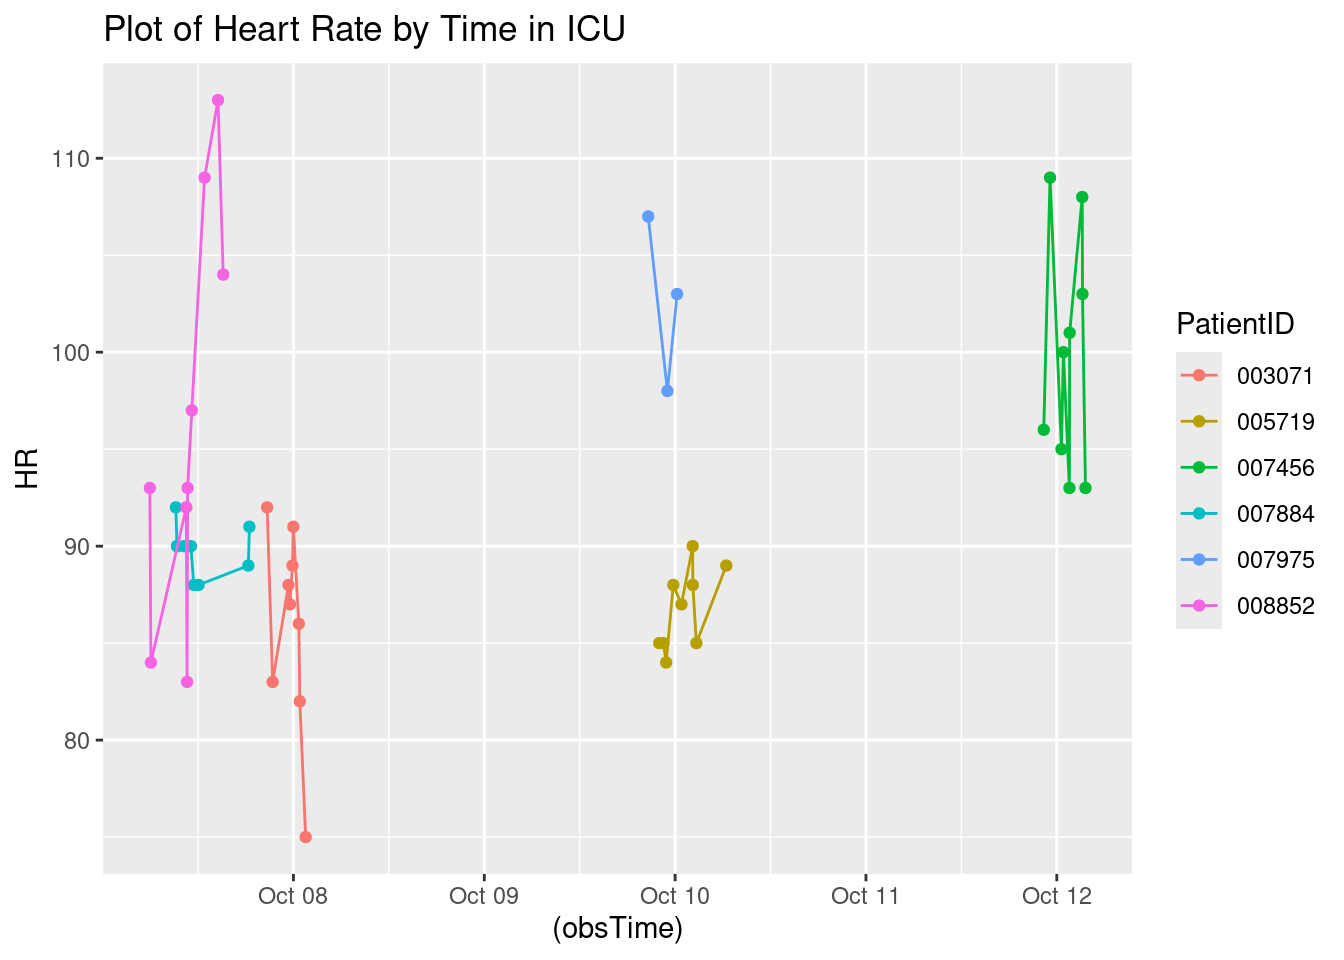 Plot of Heart Rate by Time in ICU
HR
110
100
90
80
Oct 08
Oct 09
Oct 10
Oct 11
Oct 12
(obsTime)
PatientID
003071
005719
007456
007884
007975
008852